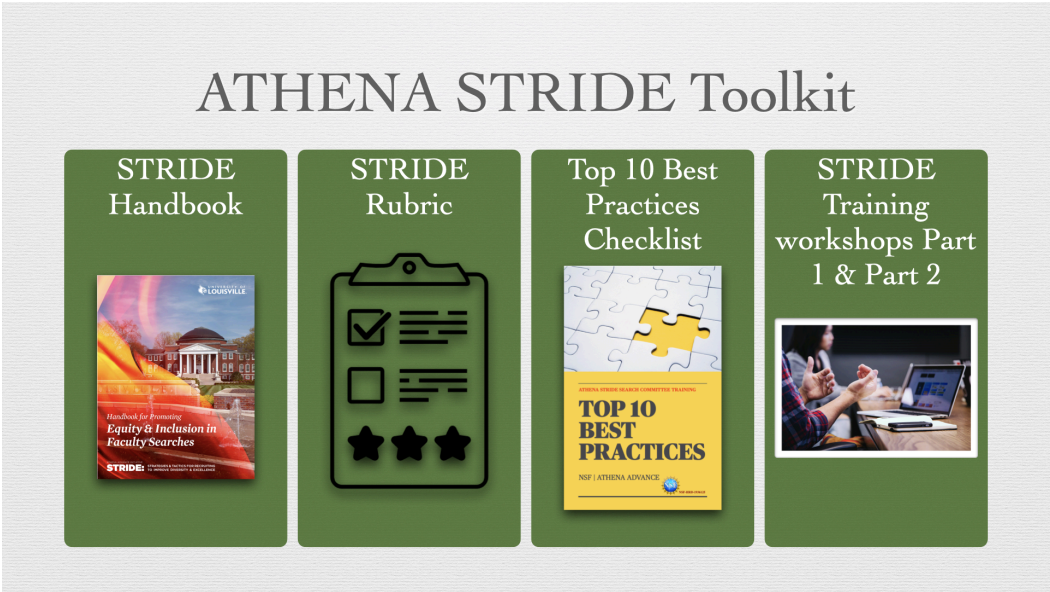 ATHENA STRIDE Toolkit
STRIDE
Handbook
UNIVERSITY OF
LOUISVILLE
Handbook for Promoting
Equity & Inclusion in
Faculty Searches
STRIDE:
STRATEGIES & TACTICS FOR RECRUITING
TO IMPROVE DIVERSITY & EXCELLENCE
STRIDE
Rubric
Top 10 Best
Practices
Checklist
ATHENA STRIDE SEARCH COMMITTEE TRAINING
TOP 10
BEST
PRACTICES
NSF | ATHENA ADVANCE
STRIDE
Training
workshops Part
1 & Part 2